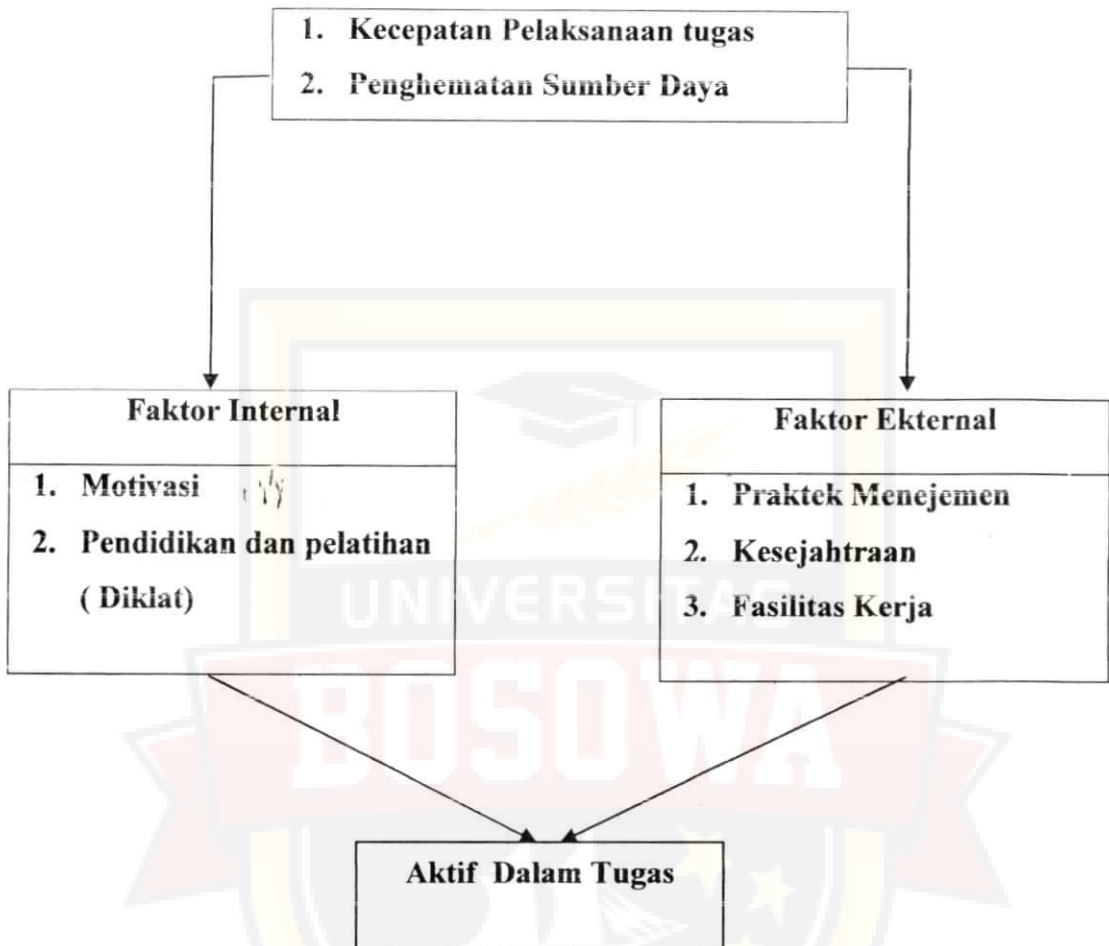 1. Kecepatan Pelaksanaan tugas
2. Penghematan Sumber Daya
Faktor Internal
1. Motivasi
2. Pendidikan dan pelatihan
( Diklat)
Faktor Ekternal
1. Praktek Menejemen
2. Kesejahtraan
3. Fasilitas Kerja
UNIVERSITAS
BOSOWA
Aktif Dalam Tugas